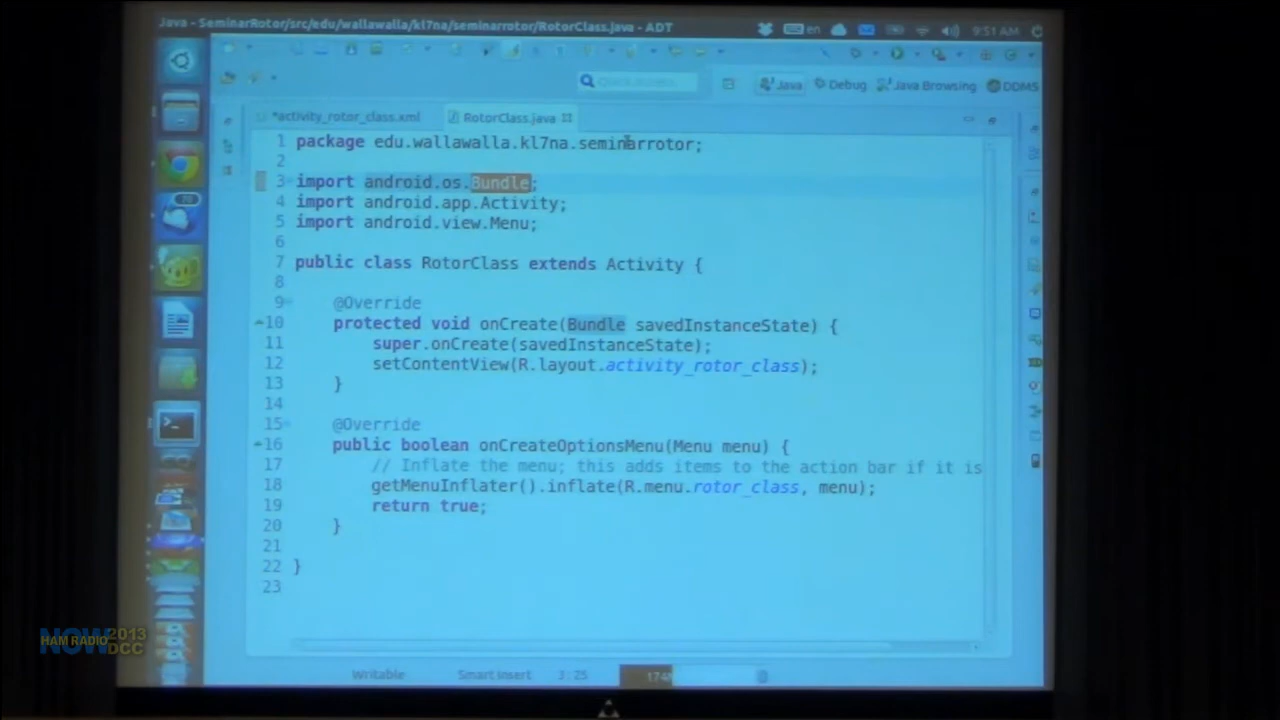 Java - SeminarRotor/src/edu/wallawalla/kl7na/seminarrotor/RotorClass.java - ADT
en
9:51 AM
Quick Access
Java
Debug
Java Browsing
DDMS
*activity_rotor_class.xml
RotorClass.java
1 package edu.wallawalla.kl7na.seminarrotor;
2
3 import android.os.Bundle;
4 import android.app.Activity;
5 import android.view.Menu;
6
7 public class RotorClass extends Activity {
8
9 @Override
10 protected void onCreate(Bundle savedInstanceState) {
11 super.onCreate(savedInstanceState);
12 setContentView(R.layout.activity_rotor_class);
13 }
14
15 @Override
16 public boolean onCreateOptionsMenu(Menu menu) {
17 // Inflate the menu; this adds items to the action bar if it is
18 getMenuInflater().inflate(R.menu.rotor_class, menu);
19 return true;
20 }
21
22 }
23
Writable
Smart Insert
3 : 25
HAM RADIO
NOW
2013
DCC